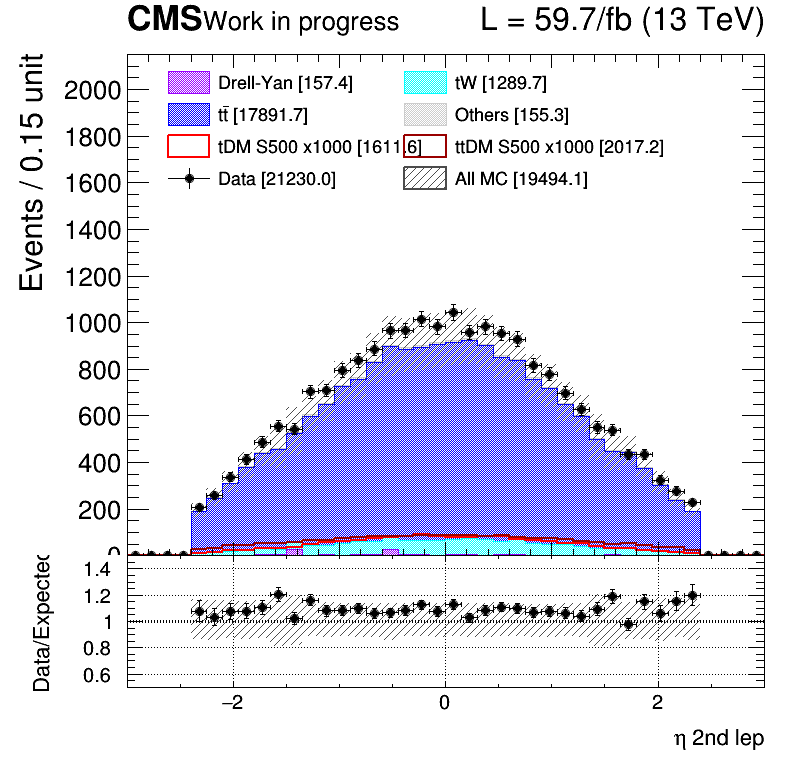 CMS Work in progress L = 59.7/fb (13 TeV)
Drell-Yan [157.4] tW [1289.7]
tt̄ [17891.7] Others [155.3]
tDM S500 x1000 [1611.6] ttDM S500 x1000 [2017.2]
Data [21230.0] All MC [19494.1]
Events / 0.15 unit
2000
1800
1600
1400
1200
1000
800
600
400
200
0
Data/Expected
1.4
1.2
1
0.8
0.6
−2 0 2
η 2nd lep